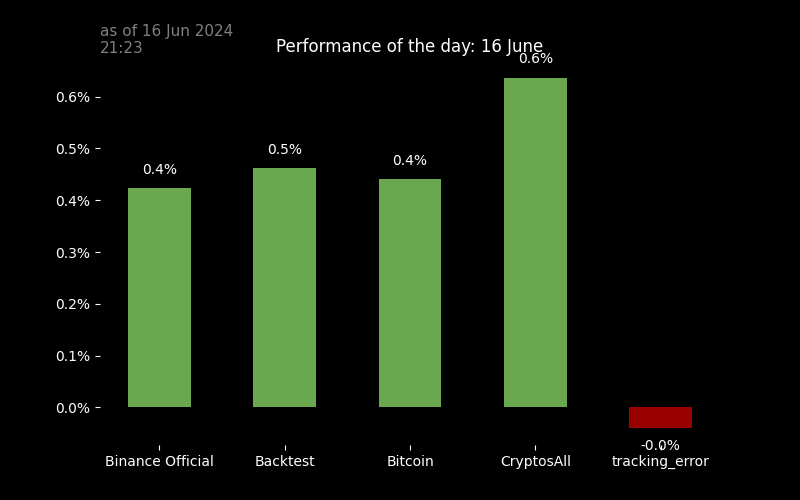 as of 16 Jun 2024
21:23
Performance of the day: 16 June
0.6%
0.6%
0.5%
0.5%
0.4%
0.4%
0.4%
0.3%
0.2%
0.1%
0.0%
-0.0%
Binance Official
Backtest
Bitcoin
CryptosAll
tracking_error